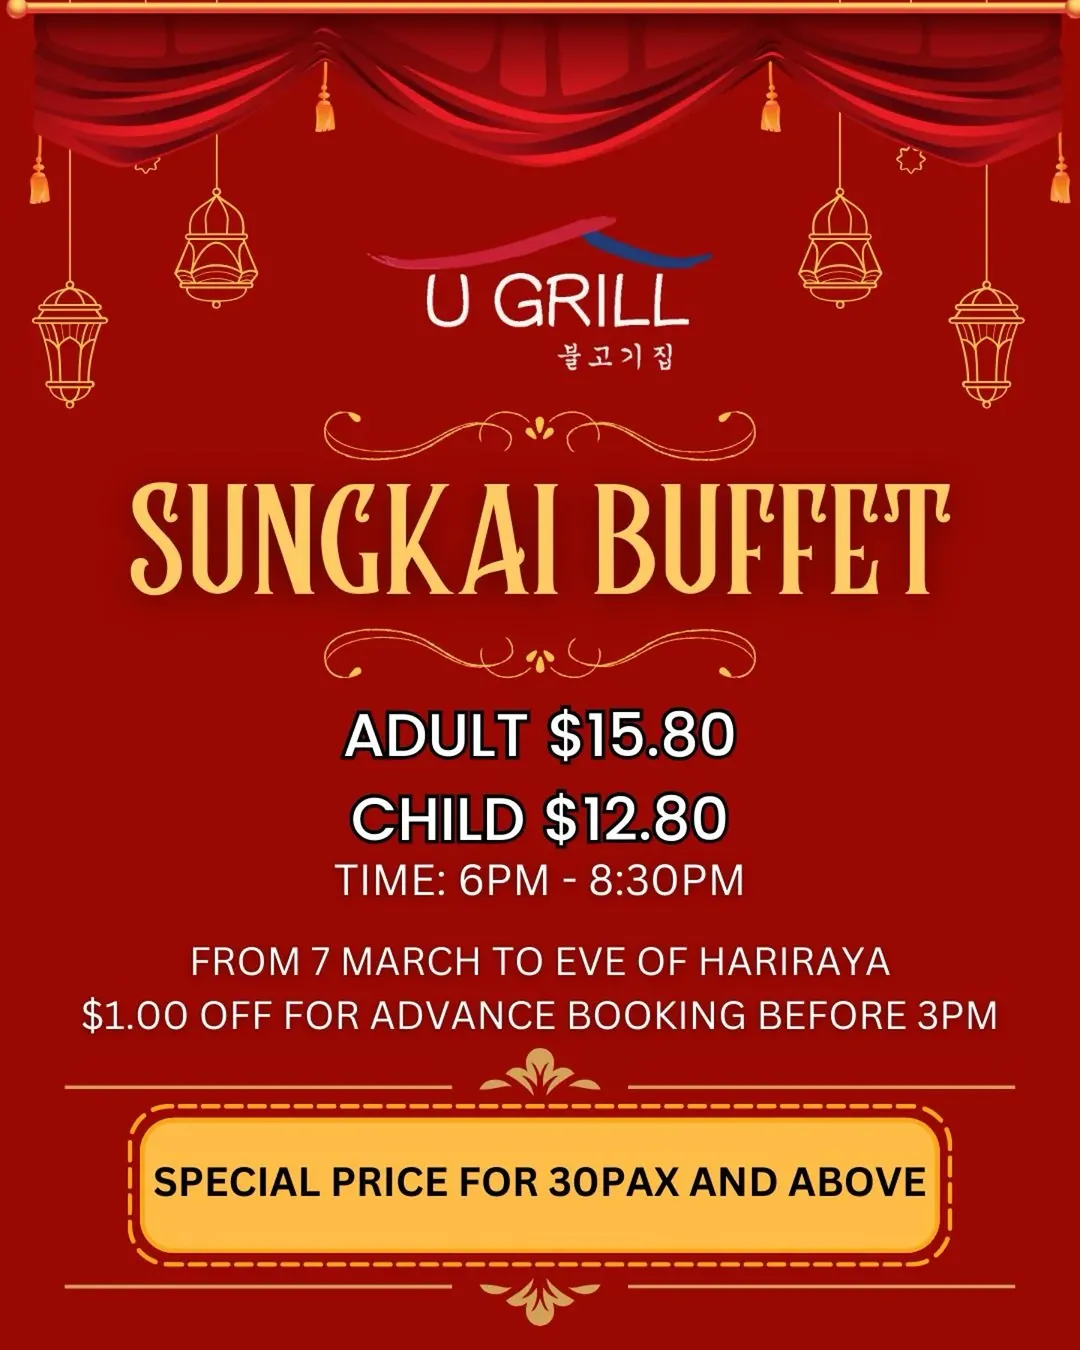 U GRILL
불고기집
SUNGKAI BUFFET
ADULT $15.80
CHILD $12.80
TIME: 6PM - 8:30PM
FROM 7 MARCH TO EVE OF HARIRAYA
$1.00 OFF FOR ADVANCE BOOKING BEFORE 3PM
SPECIAL PRICE FOR 30PAX AND ABOVE